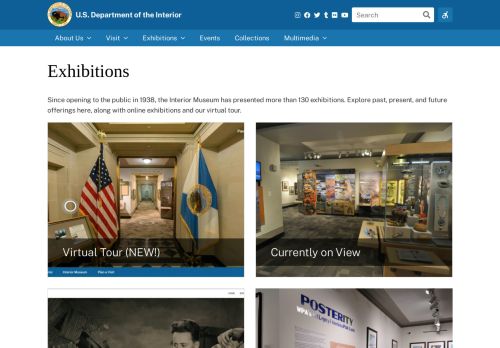 U.S. Department of the Interior
Search
About Us
Visit
Exhibitions
Events
Collections
Multimedia
Exhibitions
Since opening to the public in 1938, the Interior Museum has presented more than 130 exhibitions. Explore past, present, and future
offerings here, along with online exhibitions and our virtual tour.
Virtual Tour (NEW!)
Currently on View
Interior Museum
Plan a Visit
POSTERITY